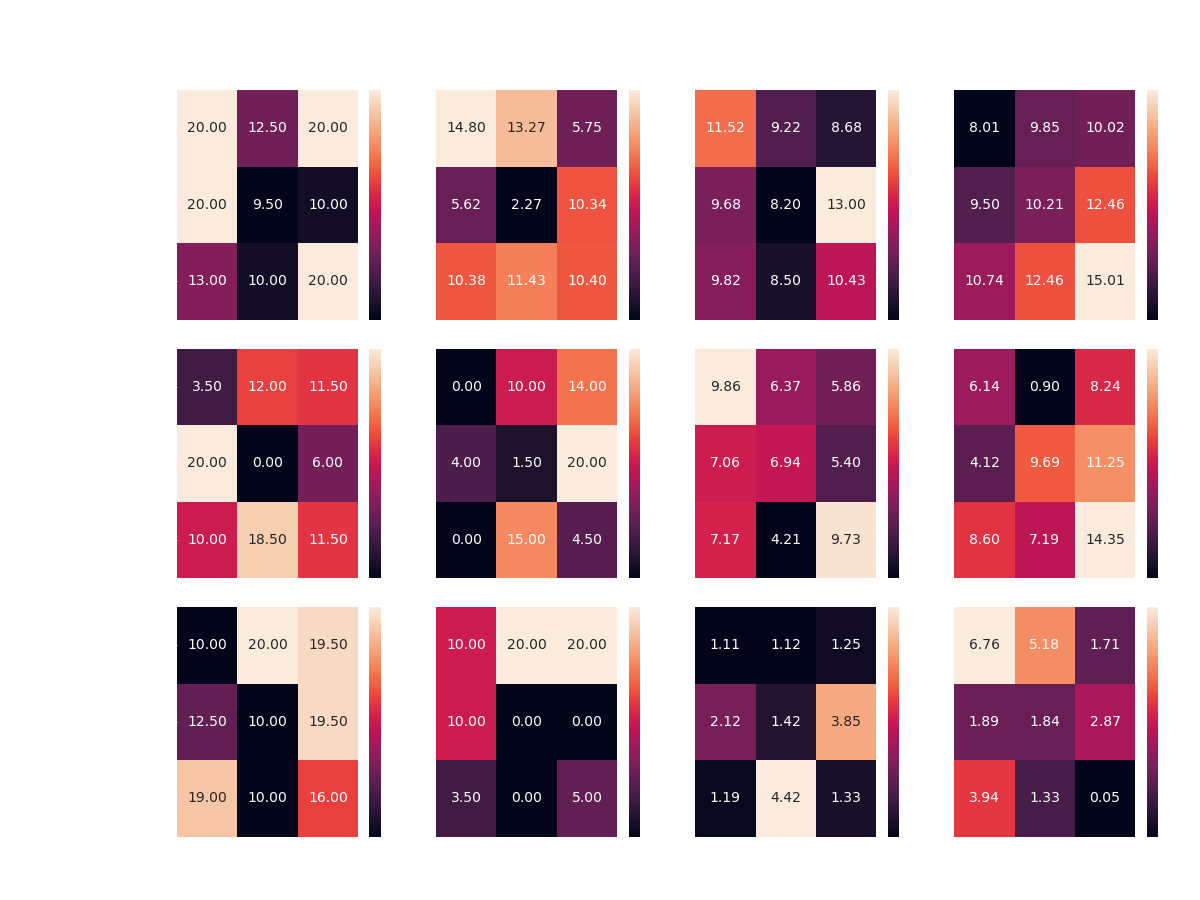 20.00 12.50 20.00 14.80 13.27 5.75 11.52 9.22 8.68 8.01 9.85 10.02
20.00 9.50 10.00 5.62 2.27 10.34 9.68 8.20 13.00 9.50 10.21 12.46
13.00 10.00 20.00 10.38 11.43 10.40 9.82 8.50 10.43 10.74 12.46 15.01
3.50 12.00 11.50 0.00 10.00 14.00 9.86 6.37 5.86 6.14 0.90 8.24
20.00 0.00 6.00 4.00 1.50 20.00 7.06 6.94 5.40 4.12 9.69 11.25
10.00 18.50 11.50 0.00 15.00 4.50 7.17 4.21 9.73 8.60 7.19 14.35
10.00 20.00 19.50 10.00 20.00 20.00 1.11 1.12 1.25 6.76 5.18 1.71
12.50 10.00 19.50 10.00 0.00 0.00 2.12 1.42 3.85 1.89 1.84 2.87
19.00 10.00 16.00 3.50 0.00 5.00 1.19 4.42 1.33 3.94 1.33 0.05